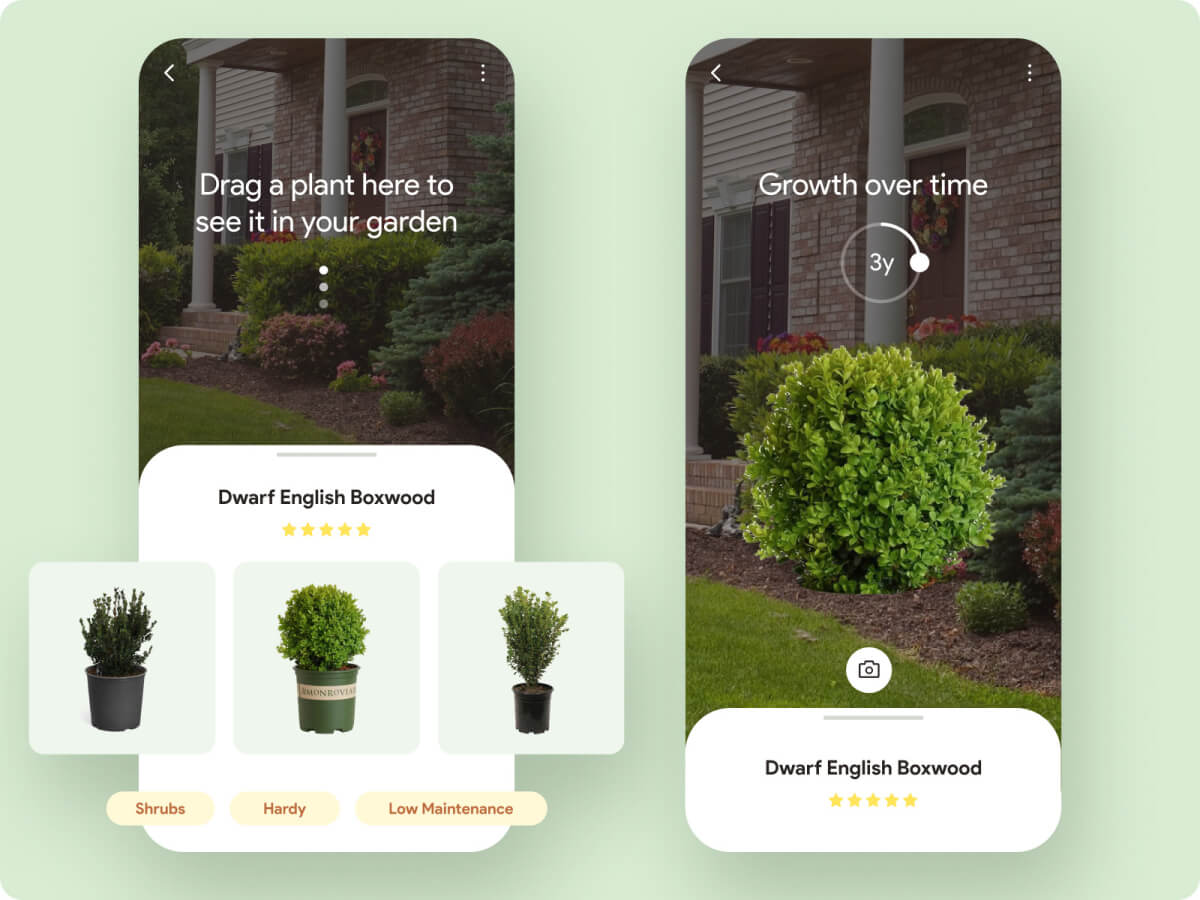 Drag a plant here to
see it in your garden
Dwarf English Boxwood
Shrubs
Hardy
Low Maintenance
Growth over time
3y
Dwarf English Boxwood